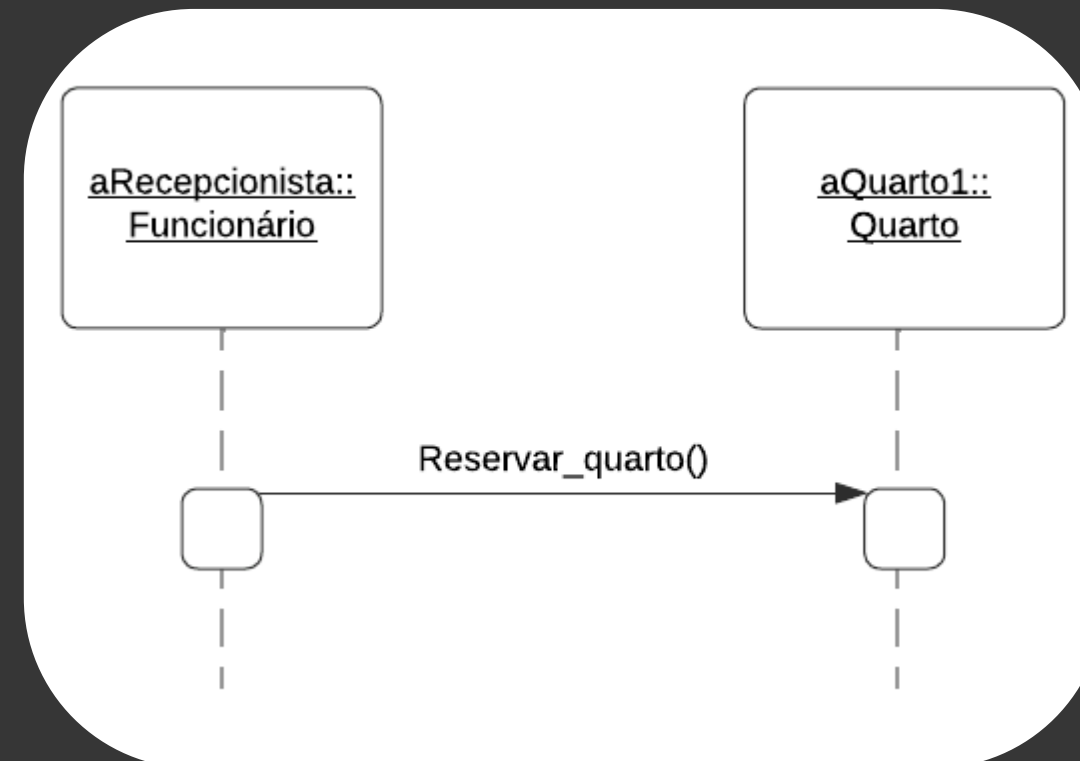 aRecepcionista::
Funcionário
aQuarto1::
Quarto
Reservar_quarto()